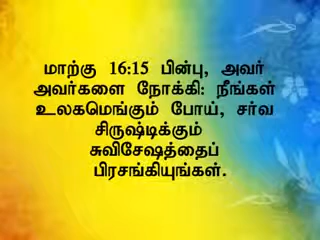 மாற்கு 16:15 பின்பு, அவர்
அவர்களை நோக்கி: நீங்கள்
உலகமெங்கும் போய், சர்வ
சிருஷ்டிக்கும்
சுவிசேஷத்தைப்
பிரசங்கியுங்கள்.